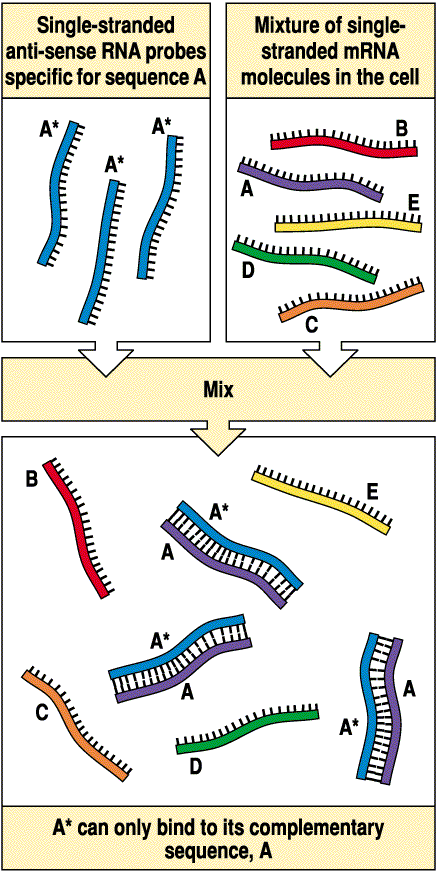 Single-stranded
anti-sense RNA probes
specific for sequence A
Mixture of single-
stranded mRNA
molecules in the cell
A*
A*
A*
B
A
E
D
C
Mix
B
E
A*
A
A*
A
A
A*
C
D
A* can only bind to its complementary
sequence, A